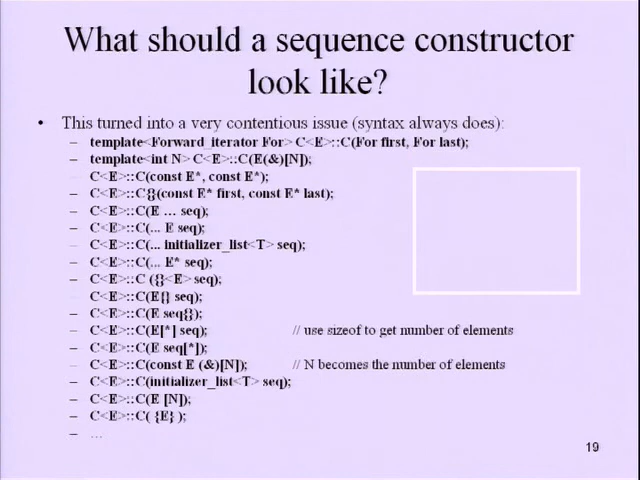 What should a sequence constructor
look like?
• This turned into a very contentious issue (syntax always does):
– template<Forward_iterator For> C<E>::C(For first, For last);
– template<int N> C<E>::C(E(&)[N]);
– C<E>::C(const E*, const E*);
– C<E>::C{}(const E* first, const E* last);
– C<E>::C(E … seq);
– C<E>::C(... E seq);
– C<E>::C(... initializer_list<T> seq);
– C<E>::C(... E* seq);
– C<E>::C ({}<E> seq);
– C<E>::C(E{} seq);
– C<E>::C(E seq{});
– C<E>::C(E[*] seq); // use sizeof to get number of elements
– C<E>::C(E seq[*]);
– C<E>::C(const E (&)[N]); // N becomes the number of elements
– C<E>::C(initializer_list<T> seq);
– C<E>::C(E [N]);
– C<E>::C( {E} );
– …
19